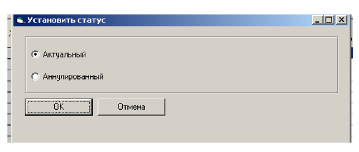 Установить статус
Актуальный
Аннулированный
OK
Отмена